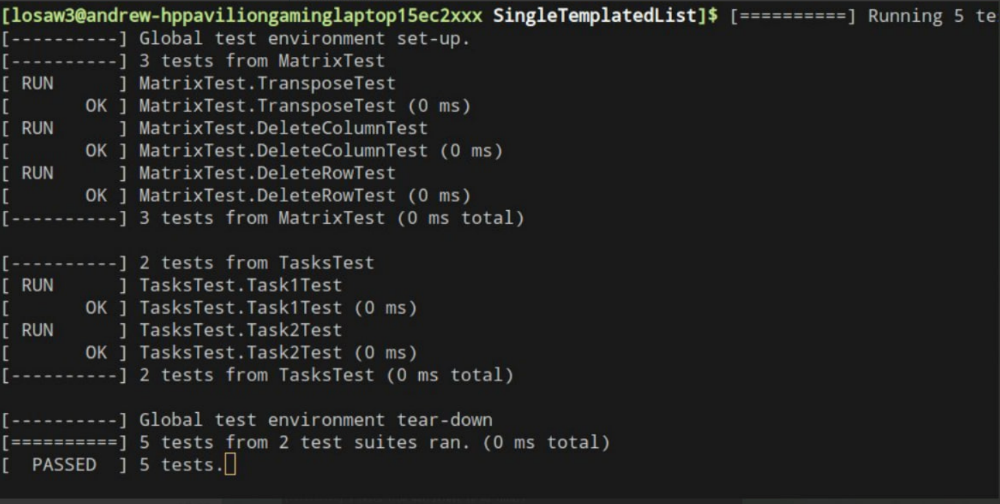 [losaw3@andrew-hppaviliongaminglaptop15ec2xxx SingleTemplatedList]$ [==========] Running 5 te
[----------] Global test environment set-up.
[----------] 3 tests from MatrixTest
[ RUN      ] MatrixTest.TransposeTest
[       OK ] MatrixTest.TransposeTest (0 ms)
[ RUN      ] MatrixTest.DeleteColumnTest
[       OK ] MatrixTest.DeleteColumnTest (0 ms)
[ RUN      ] MatrixTest.DeleteRowTest
[       OK ] MatrixTest.DeleteRowTest (0 ms)
[----------] 3 tests from MatrixTest (0 ms total)

[----------] 2 tests from TasksTest
[ RUN      ] TasksTest.Task1Test
[       OK ] TasksTest.Task1Test (0 ms)
[ RUN      ] TasksTest.Task2Test
[       OK ] TasksTest.Task2Test (0 ms)
[----------] 2 tests from TasksTest (0 ms total)

[----------] Global test environment tear-down
[==========] 5 tests from 2 test suites ran. (0 ms total)
[  PASSED  ] 5 tests.